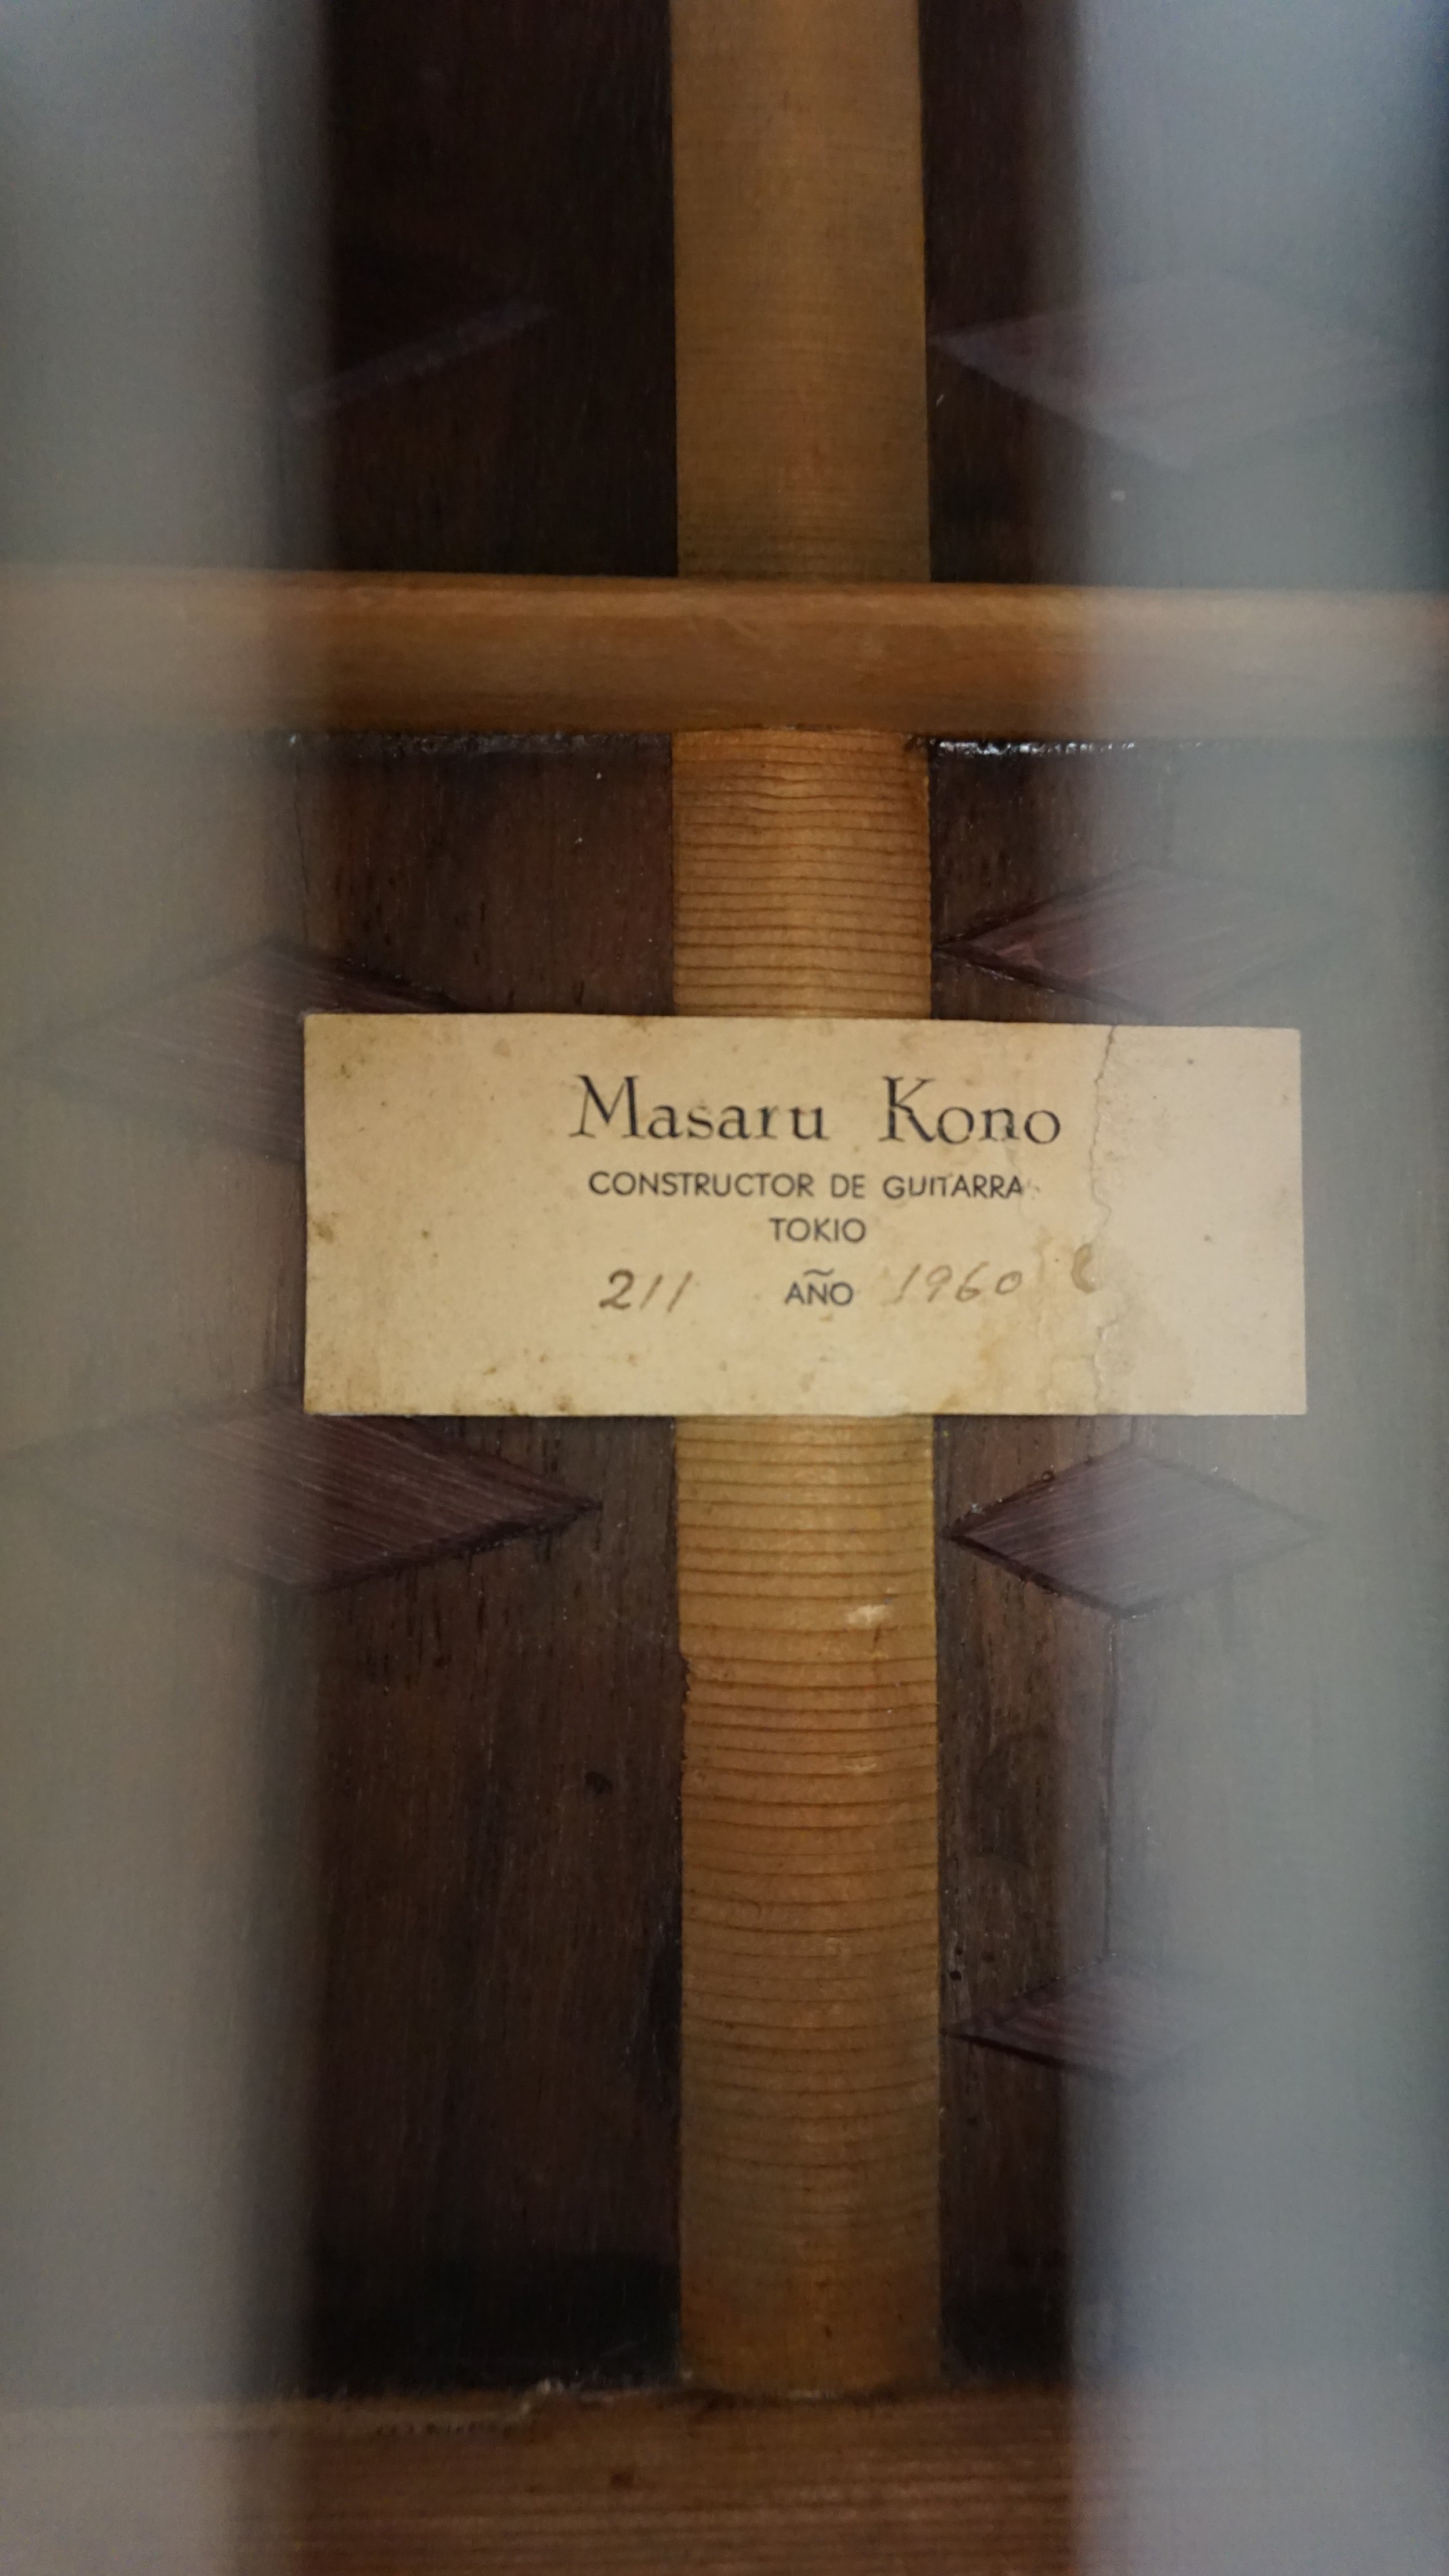 Masaru Kono
CONSTRUCTOR DE GUITARRA
TOKIO
211 AÑO 1960